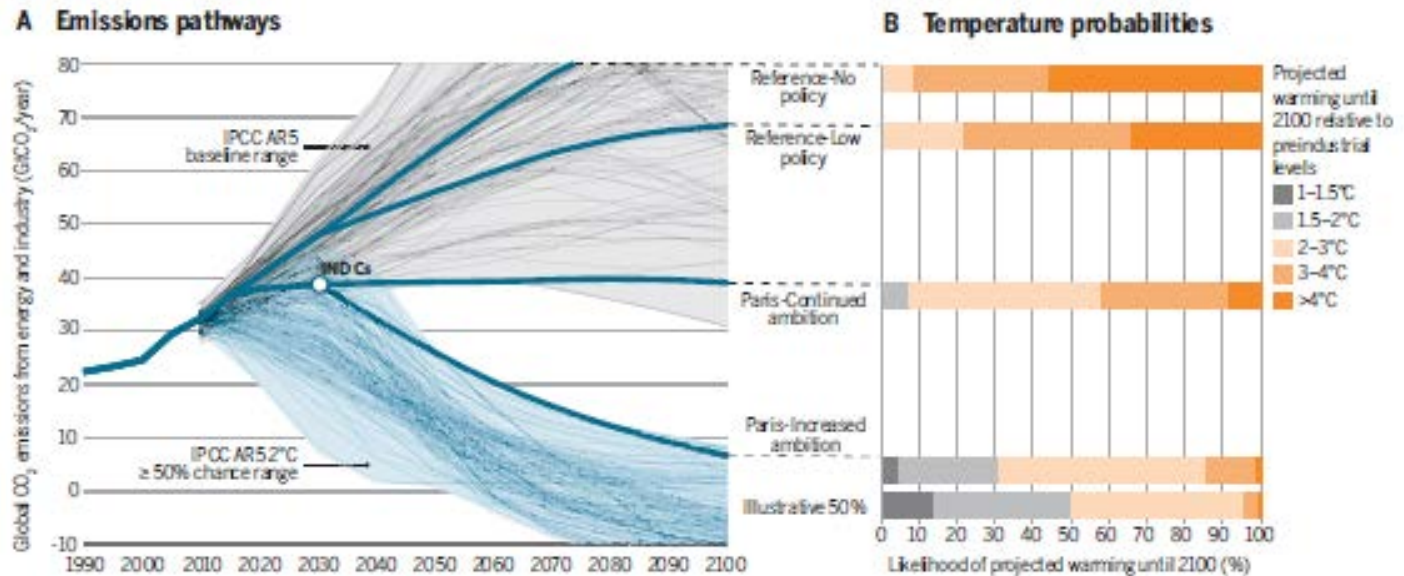 A Emissions pathways
Global CO2 emissions from energy and industry (GtCO2/year)
80
70
60
50
40
30
20
10
0
-10
1990 2000 2010 2020 2030 2040 2050 2060 2070 2080 2090 2100
IPCC AR5
baseline range
INDCs
IPCC AR5 2°C
≥ 50% chance range
Reference-No
policy
Reference-Low
policy
Paris-Continued
ambition
Paris-Increased
ambition
Illustrative 50%
B Temperature probabilities
0 10 20 30 40 50 60 70 80 90 100
Likelihood of projected warming until 2100 (%)
Projected
warming until
2100 relative to
preindustrial
levels
1–1.5°C
1.5–2°C
2–3°C
3–4°C
>4°C